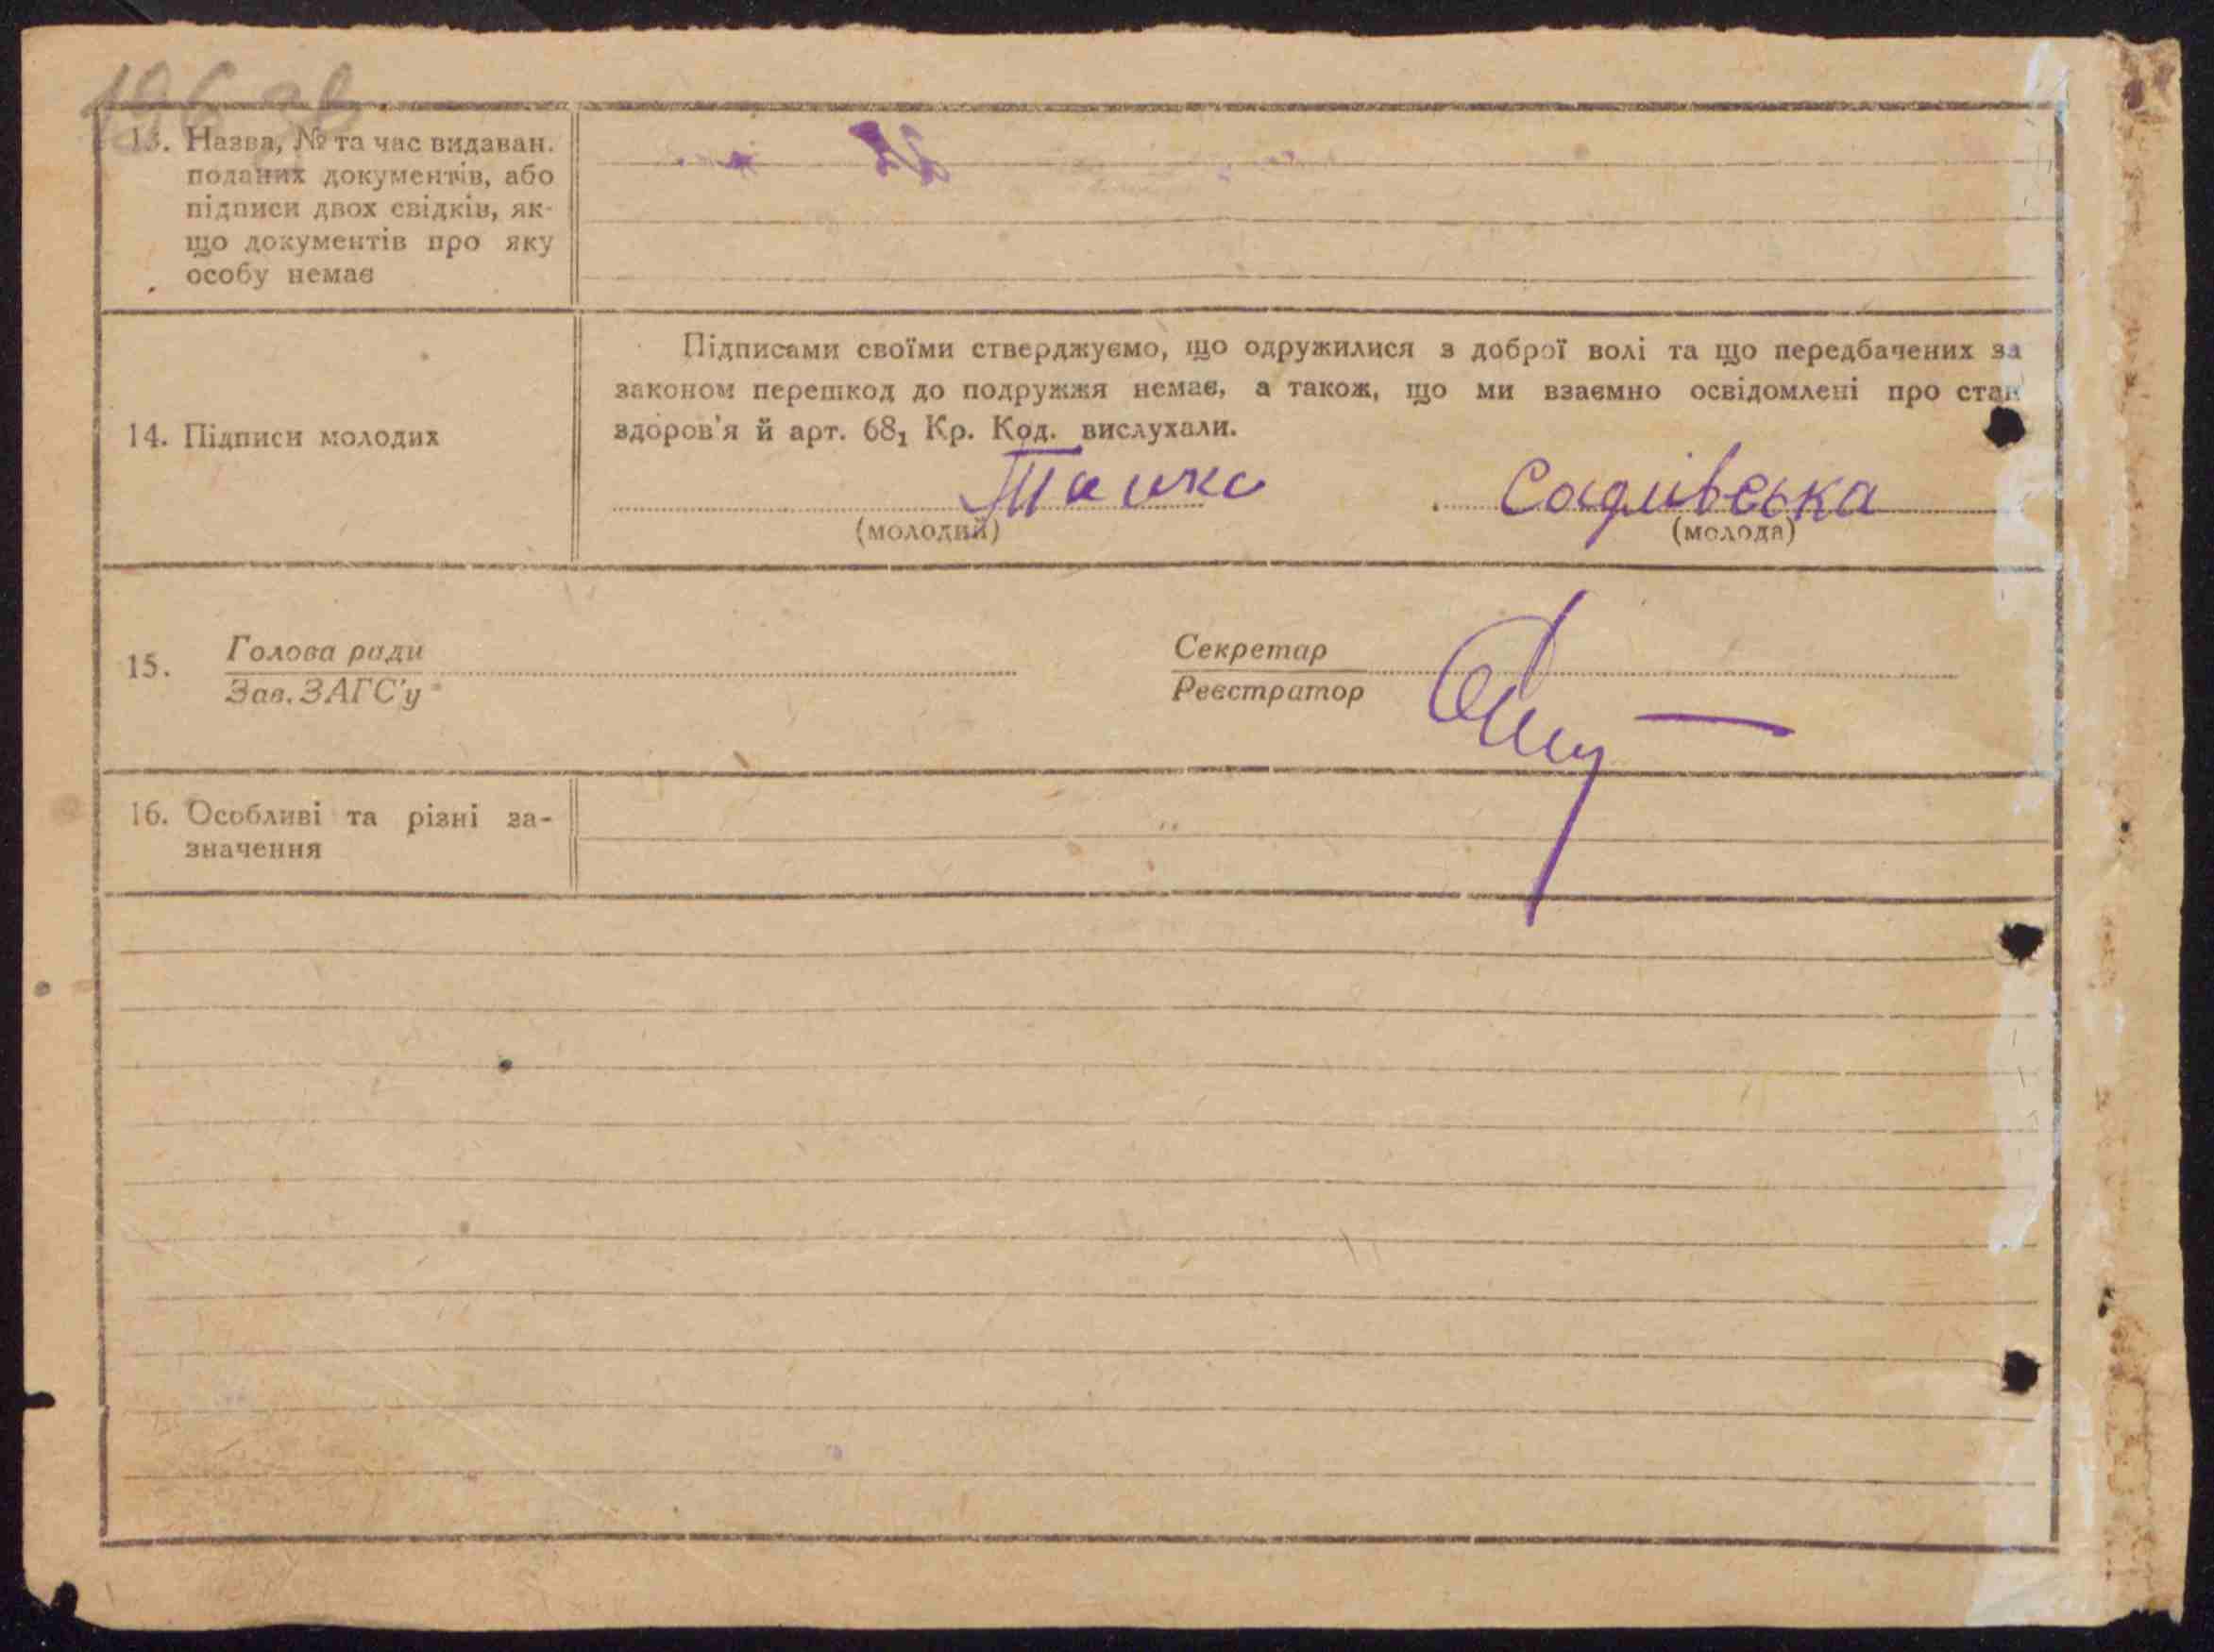 196 зв.
13. Назва, № та час видаван.
поданих документів, або
підписи двох свідків, як-
що документів про яку
особу немає
14. Підписи молодих
Підписами своїми стверджуємо, що одружилися з доброї волі та що передбачених за
законом перешкод до подружжя немає, а також, що ми взаємно освідомлені про стан
здоров'я й арт. 68₁ Кр. Код. вислухали.
(молодий)
(молода)
15.
Голова ради
Зав. ЗАГС'у
Секретар
Реєстратор
16. Особливі та різні за-
значення